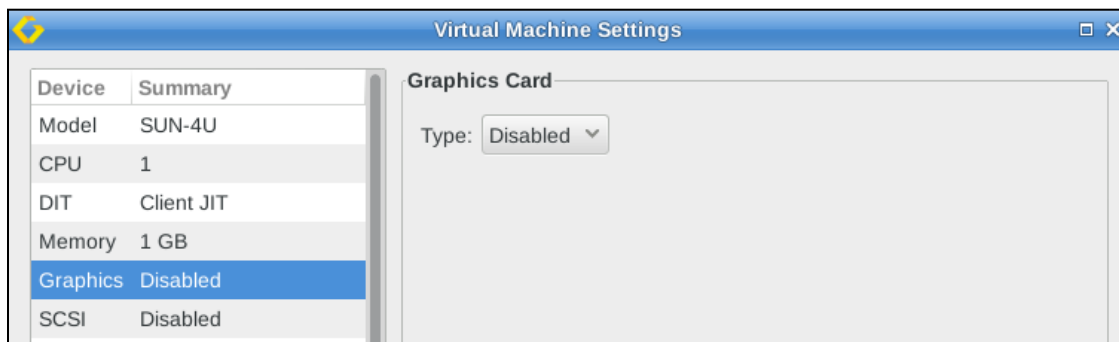 Virtual Machine Settings
Device Summary
Model SUN-4U
CPU 1
DIT Client JIT
Memory 1 GB
Graphics Disabled
SCSI Disabled
Graphics Card
Type: Disabled